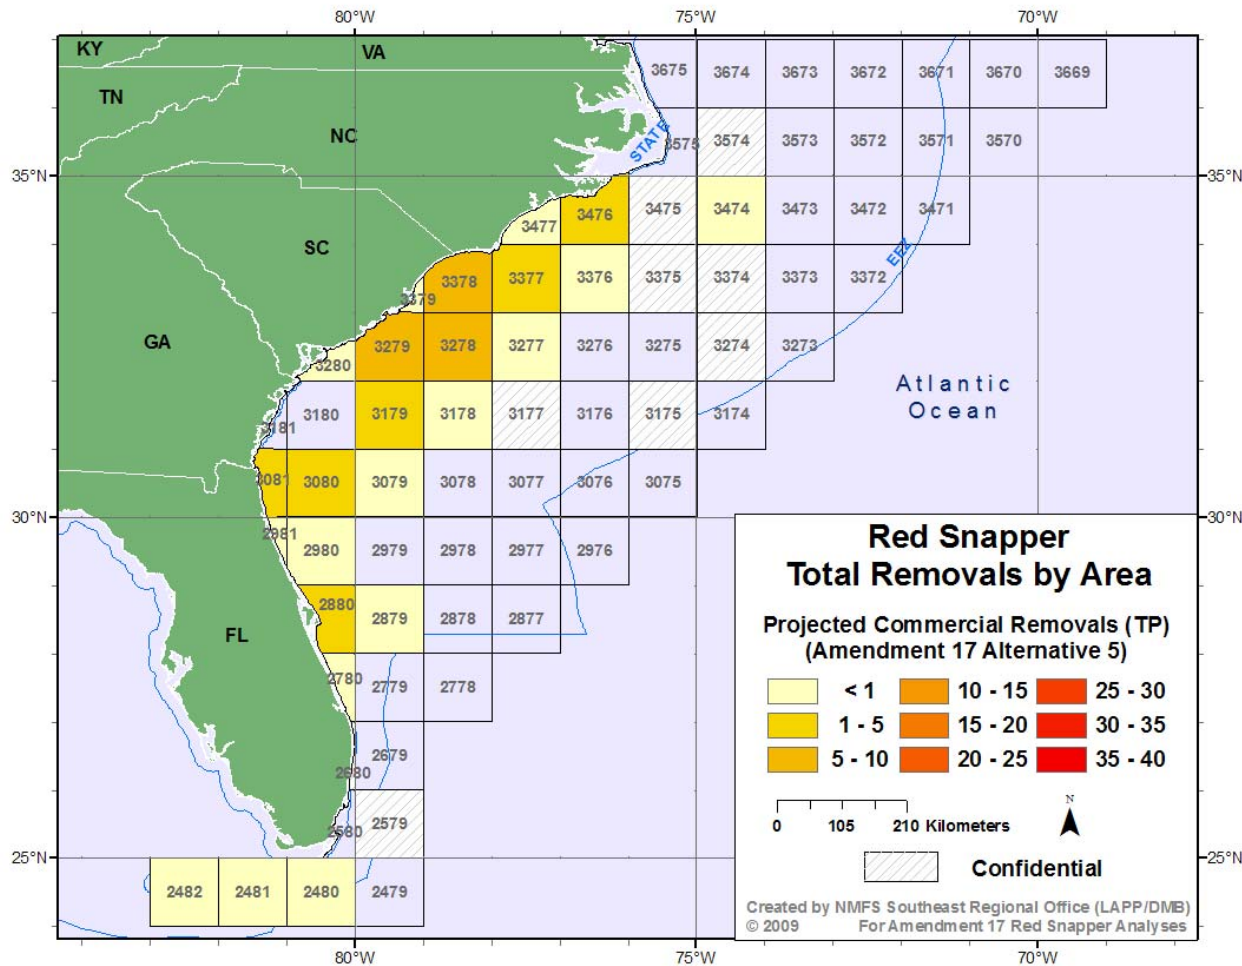 80°W 75°W 70°W
KY VA
3675 3674 3673 3672 3671 3670 3669
TN
NC STATE 3575 3574 3573 3572 3571 3570
35°N 35°N
3477 3476 3475 3474 3473 3472 3471
SC
EEZ
3379 3378 3377 3376 3375 3374 3373 3372
GA 3280 3279 3278 3277 3276 3275 3274 3273
Atlantic
Ocean
3181 3180 3179 3178 3177 3176 3175 3174
3081 3080 3079 3078 3077 3076 3075
30°N 30°N
2981 2980 2979 2978 2977 2976
2880 2879 2878 2877
FL
2780 2779 2778
2680 2679
2580 2579
25°N 25°N
2482 2481 2480 2479
Red Snapper
Total Removals by Area
Projected Commercial Removals (TP)
(Amendment 17 Alternative 5)
< 1 10 - 15 25 - 30
1 - 5 15 - 20 30 - 35
5 - 10 20 - 25 35 - 40
N
0 105 210 Kilometers
Confidential
Created by NMFS Southeast Regional Office (LAPP/DMB)
© 2009 For Amendment 17 Red Snapper Analyses
80°W 75°W 70°W